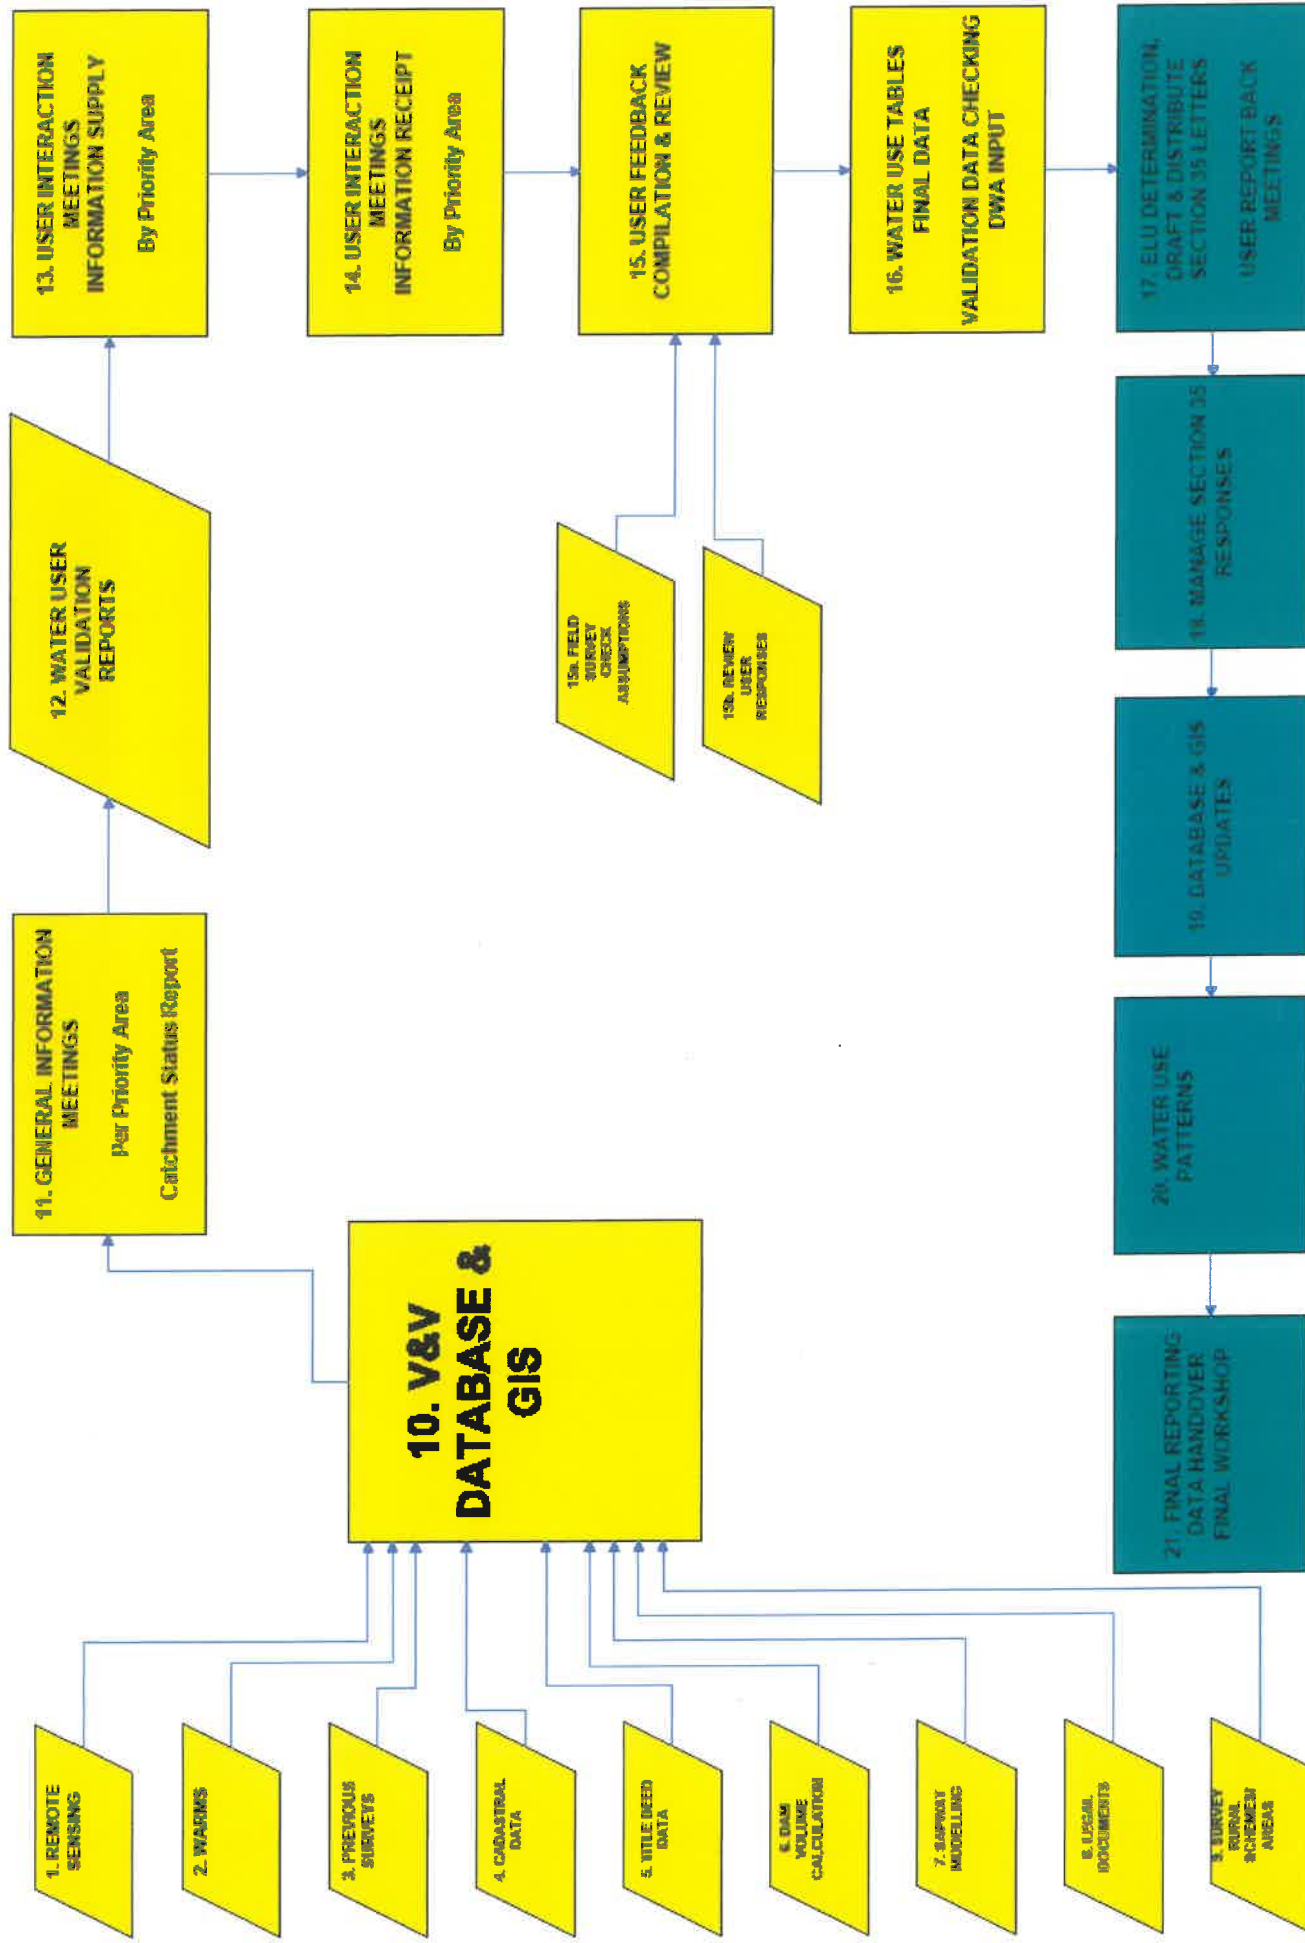 1. REMOTE
SENSING
2. WARMS
3. PREVIOUS
SURVEYS
4. CADASTRAL
DATA
5. TITLE DEED
DATA
6. DAM
VOLUME
CALCULATION
7. SAPWAT
MODELLING
8. LEGAL
DOCUMENTS
9. SURVEY
RURAL
SCHEMES/
AREAS
10. V&V
DATABASE &
GIS
11. GENERAL INFORMATION
MEETINGS
Per Priority Area
Catchment Status Report
12. WATER USER
VALIDATION
REPORTS
13. USER INTERACTION
MEETINGS
INFORMATION SUPPLY
By Priority Area
14. USER INTERACTION
MEETINGS
INFORMATION RECEIPT
By Priority Area
15a. FIELD
SURVEY
CHECK
ASSUMPTIONS
15b. REVIEW
USER
RESPONSES
15. USER FEEDBACK
COMPILATION & REVIEW
16. WATER USE TABLES
FINAL DATA
VALIDATION DATA CHECKING
DWA INPUT
17. ELU DETERMINATION,
DRAFT & DISTRIBUTE
SECTION 35 LETTERS
USER REPORT BACK
MEETINGS
18. MANAGE SECTION 35
RESPONSES
19. DATABASE & GIS
UPDATES
20. WATER USE
PATTERNS
21. FINAL REPORTING
DATA HANDOVER
FINAL WORKSHOP